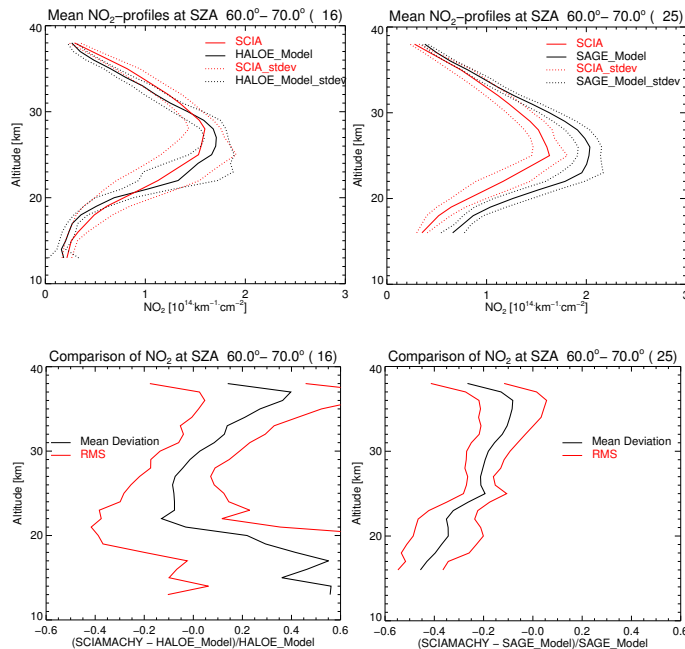 Mean NO₂−profiles at SZA 60.0°− 70.0° ( 16)
40
30
20
10
Altitude [km]
SCIA
HALOE_Model
SCIA_stdev
HALOE_Model_stdev
0 1 2 3
NO₂ [10¹⁴·km⁻¹·cm⁻²]
Mean NO₂−profiles at SZA 60.0°− 70.0° ( 25)
40
30
20
10
Altitude [km]
SCIA
SAGE_Model
SCIA_stdev
SAGE_Model_stdev
0 1 2 3
NO₂ [10¹⁴·km⁻¹·cm⁻²]
Comparison of NO₂ at SZA 60.0°− 70.0° ( 16)
40
30
20
10
Altitude [km]
Mean Deviation
RMS
−0.6 −0.4 −0.2 −0.0 0.2 0.4 0.6
(SCIAMACHY − HALOE_Model)/HALOE_Model
Comparison of NO₂ at SZA 60.0°− 70.0° ( 25)
40
30
20
10
Altitude [km]
Mean Deviation
RMS
−0.6 −0.4 −0.2 −0.0 0.2 0.4 0.6
(SCIAMACHY − SAGE_Model)/SAGE_Model